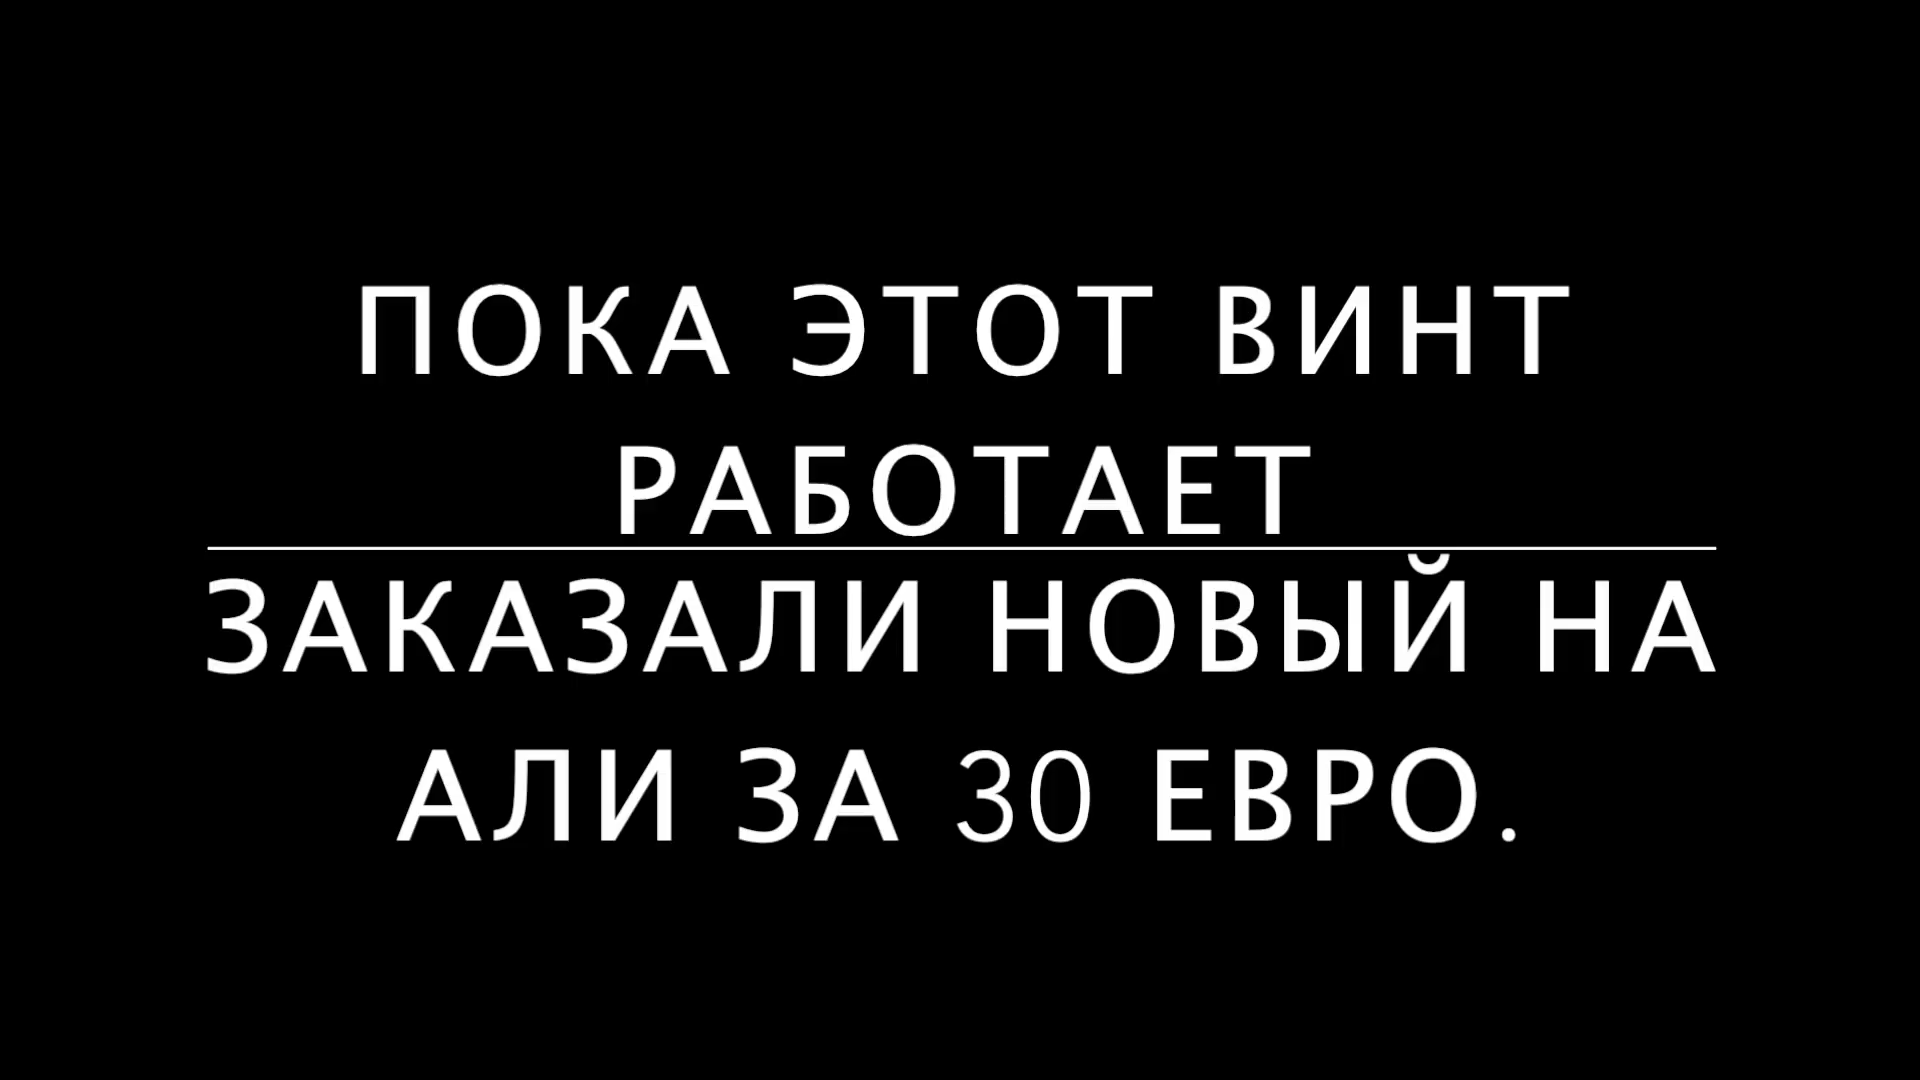 ПОКА ЭТОТ ВИНТ
РАБОТАЕТ
ЗАКАЗАЛИ НОВЫЙ НА
АЛИ ЗА 30 ЕВРО.